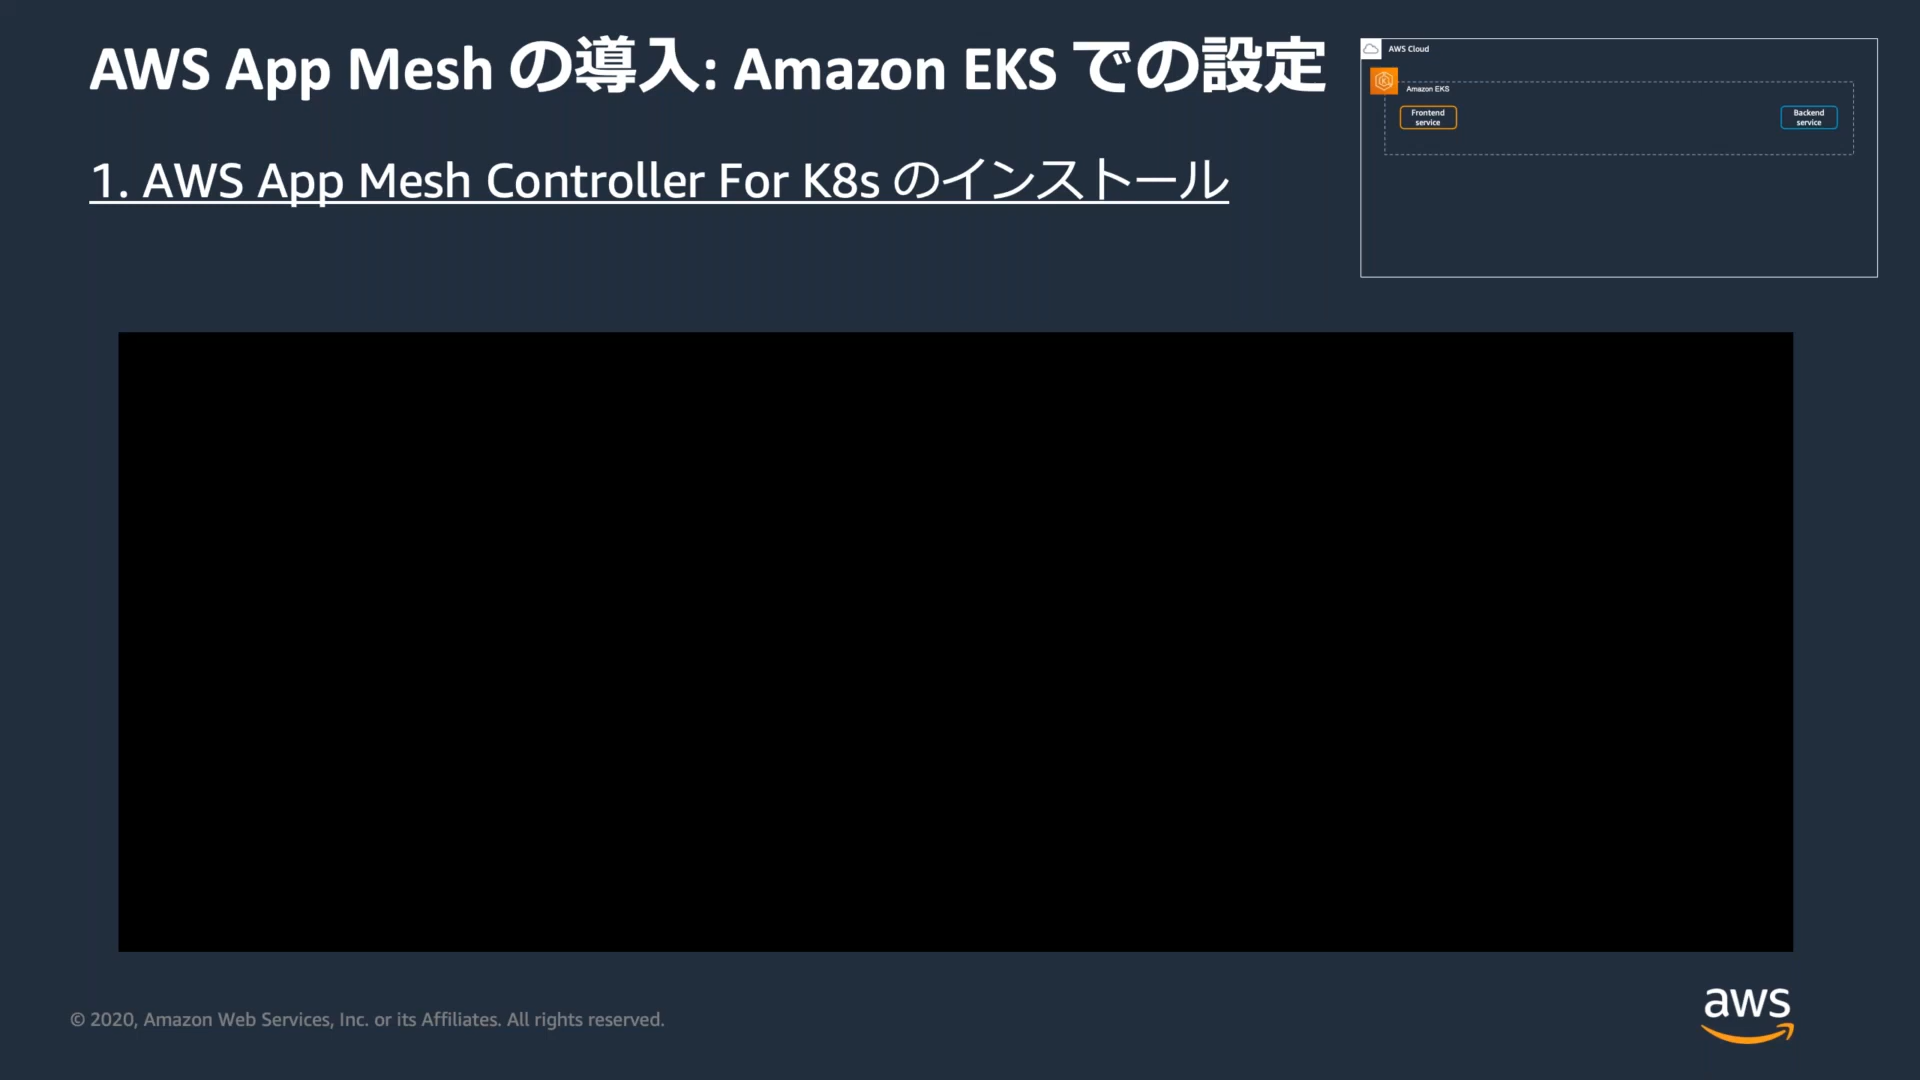 AWS App Mesh の導入: Amazon EKS での設定
1. AWS App Mesh Controller For K8s のインストール
AWS Cloud
Amazon EKS
Frontend
service
Backend
service
© 2020, Amazon Web Services, Inc. or its Affiliates. All rights reserved.
aws